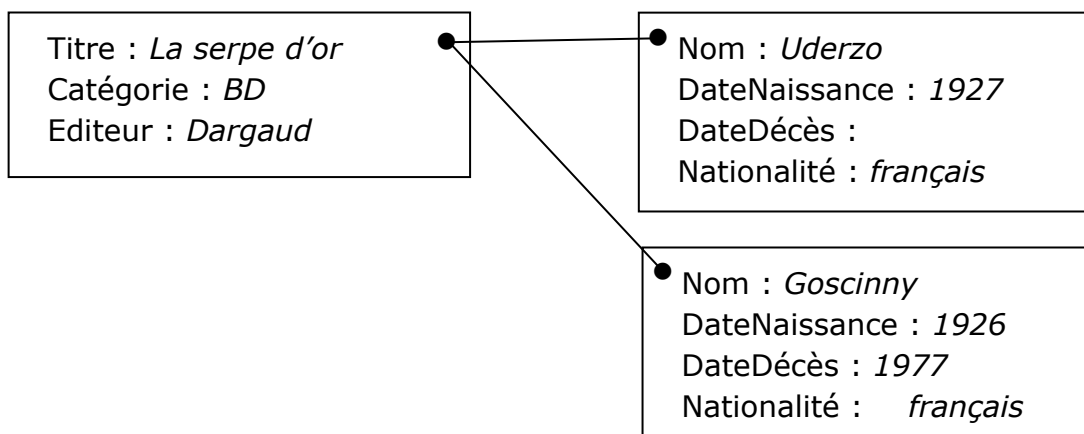 Titre : La serpe d’or
Catégorie : BD
Editeur : Dargaud
Nom : Uderzo
DateNaissance : 1927
DateDécès :
Nationalité : français
Nom : Goscinny
DateNaissance : 1926
DateDécès : 1977
Nationalité : français